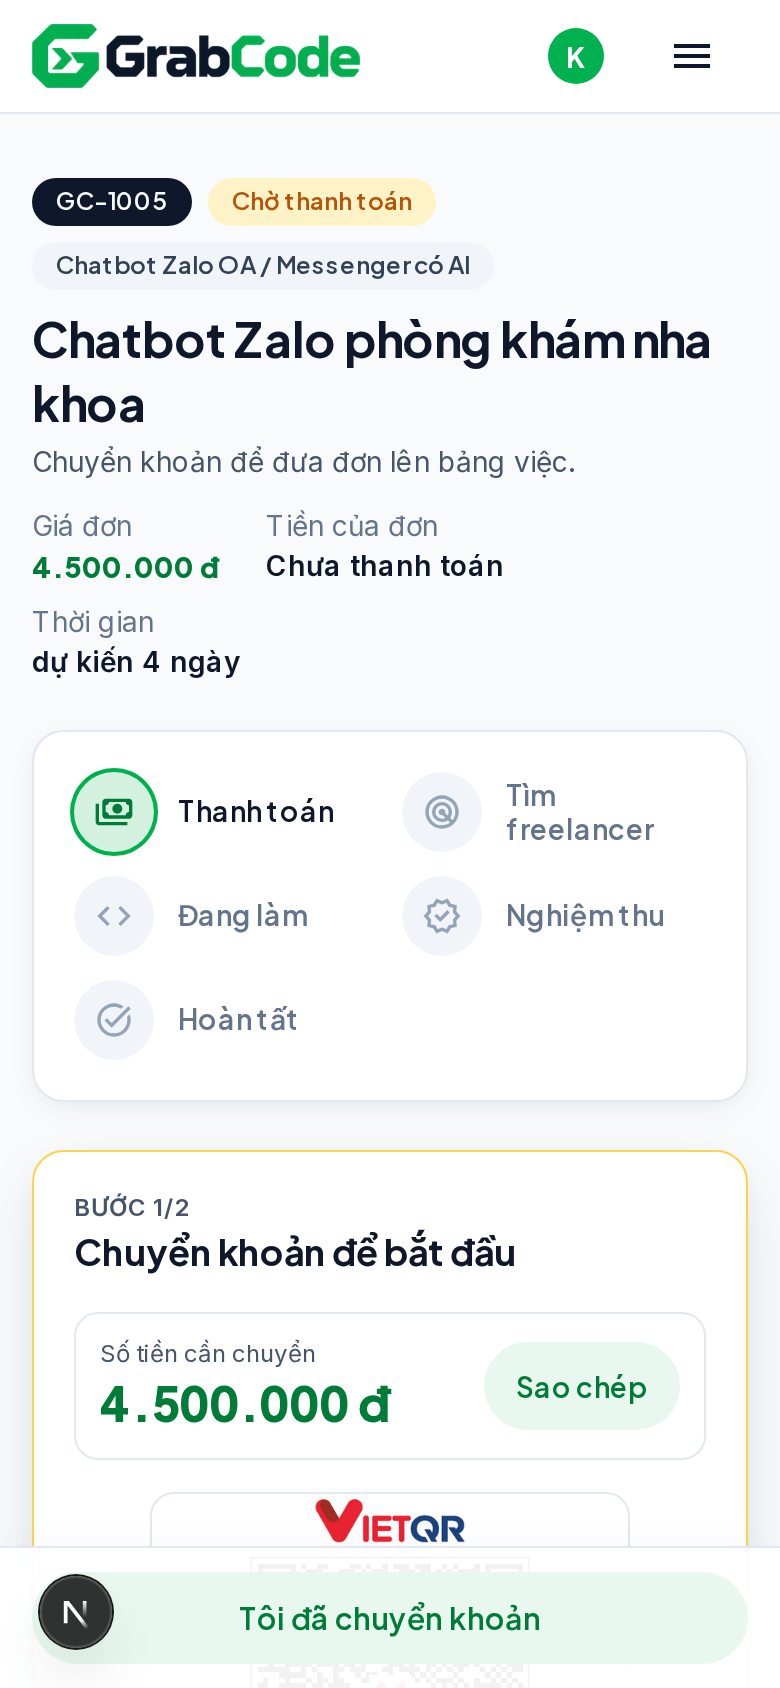 GrabCode
K
GC-1005
Chờ thanh toán
Chatbot Zalo OA / Messenger có AI
Chatbot Zalo phòng khám nha
khoa
Chuyển khoản để đưa đơn lên bảng việc.
Giá đơn
4.500.000 đ
Tiền của đơn
Chưa thanh toán
Thời gian
dự kiến 4 ngày
Thanh toán
Tìm
freelancer
Đang làm
Nghiệm thu
Hoàn tất
BƯỚC 1/2
Chuyển khoản để bắt đầu
Số tiền cần chuyển
4.500.000 đ
Sao chép
VIETQR
N
Tôi đã chuyển khoản